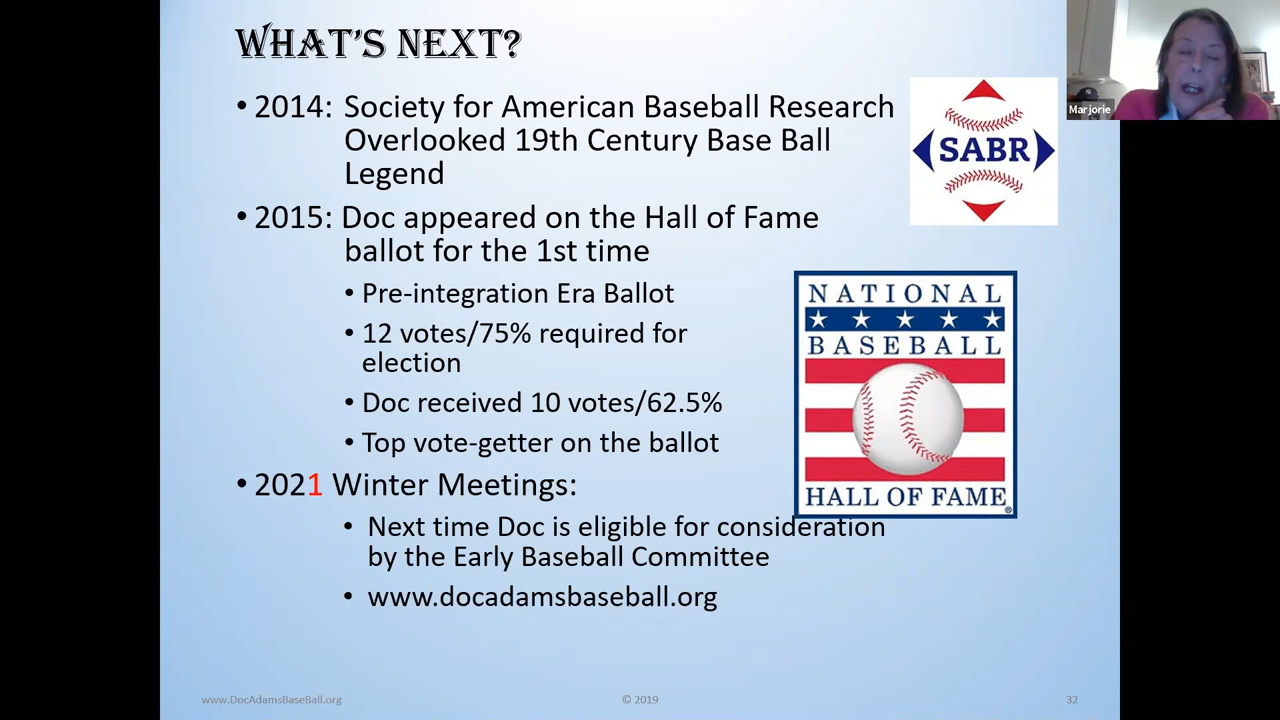 WHAT'S NEXT?
• 2014: Society for American Baseball Research
Overlooked 19th Century Base Ball
Legend
• 2015: Doc appeared on the Hall of Fame
ballot for the 1st time
• Pre-integration Era Ballot
• 12 votes/75% required for
election
• Doc received 10 votes/62.5%
• Top vote-getter on the ballot
• 2021 Winter Meetings:
• Next time Doc is eligible for consideration
by the Early Baseball Committee
• www.docadamsbaseball.org
SABR
NATIONAL
BASEBALL
HALL OF FAME®
Marjorie
www.DocAdamsBaseBall.org
© 2019
32